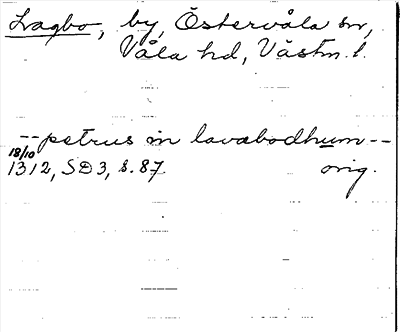 Lagbo, by, Östervåla sn,
Våla hd, Västm. l.
-- petrus in lavabodhum --
18/10
1312, SD3, s. 87. orig.